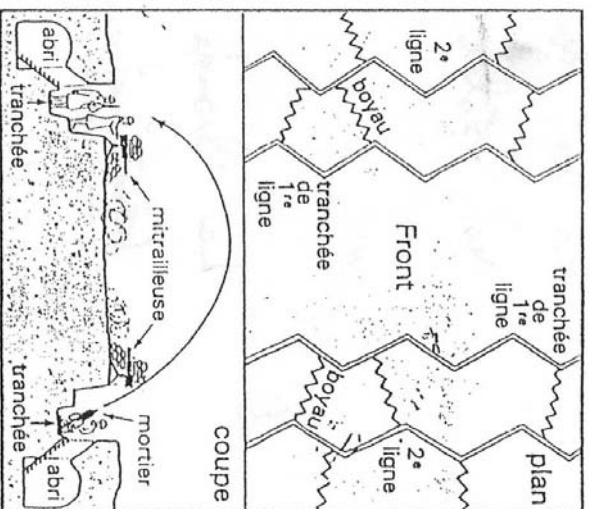 plan
tranchée
de
1re
ligne
2e
ligne
2e
ligne
Front
boyau
boyau
tranchée
de
1re
ligne
coupe
mitrailleuse
mortier
abri
abri
tranchée
tranchée